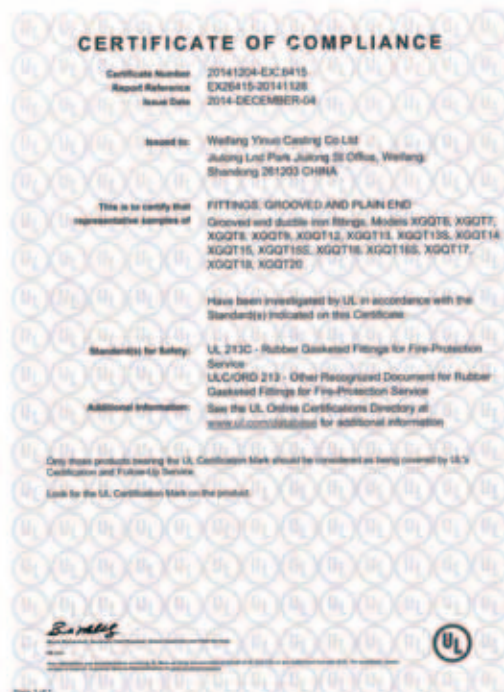 CERTIFICATE OF COMPLIANCE
Certificate Number 20141204-EX26415
Report Reference EX26415-20141128
Issue Date 2014-DECEMBER-04
Issued to: Weifang Yinuo Casting Co Ltd
Jiulong Lnd Park Jiulong St Office, Weifang
Shandong 261203 CHINA
This is to certify that FITTINGS, GROOVED AND PLAIN END
representative samples of Grooved end ductile iron fittings, Models XGQT6, XGQT7,
XGQT8, XGQT9, XGQT12, XGQT13, XGQT13S, XGQT14
XGQT15, XGQT15S, XGQT16, XGQT16S, XGQT17,
XGQT18, XGQT20
Have been investigated by UL in accordance with the
Standard(s) indicated on this Certificate.
Standard(s) for Safety: UL 213C - Rubber Gasketed Fittings for Fire-Protection
Service
ULC/ORD 213 - Other Recognized Document for Rubber
Gasketed Fittings for Fire-Protection Service
Additional Information: See the UL Online Certifications Directory at
www.ul.com/database for additional information
Only those products bearing the UL Certification Mark should be considered as being covered by UL's
Certification and Follow-Up Service.
Look for the UL Certification Mark on the product.
UL